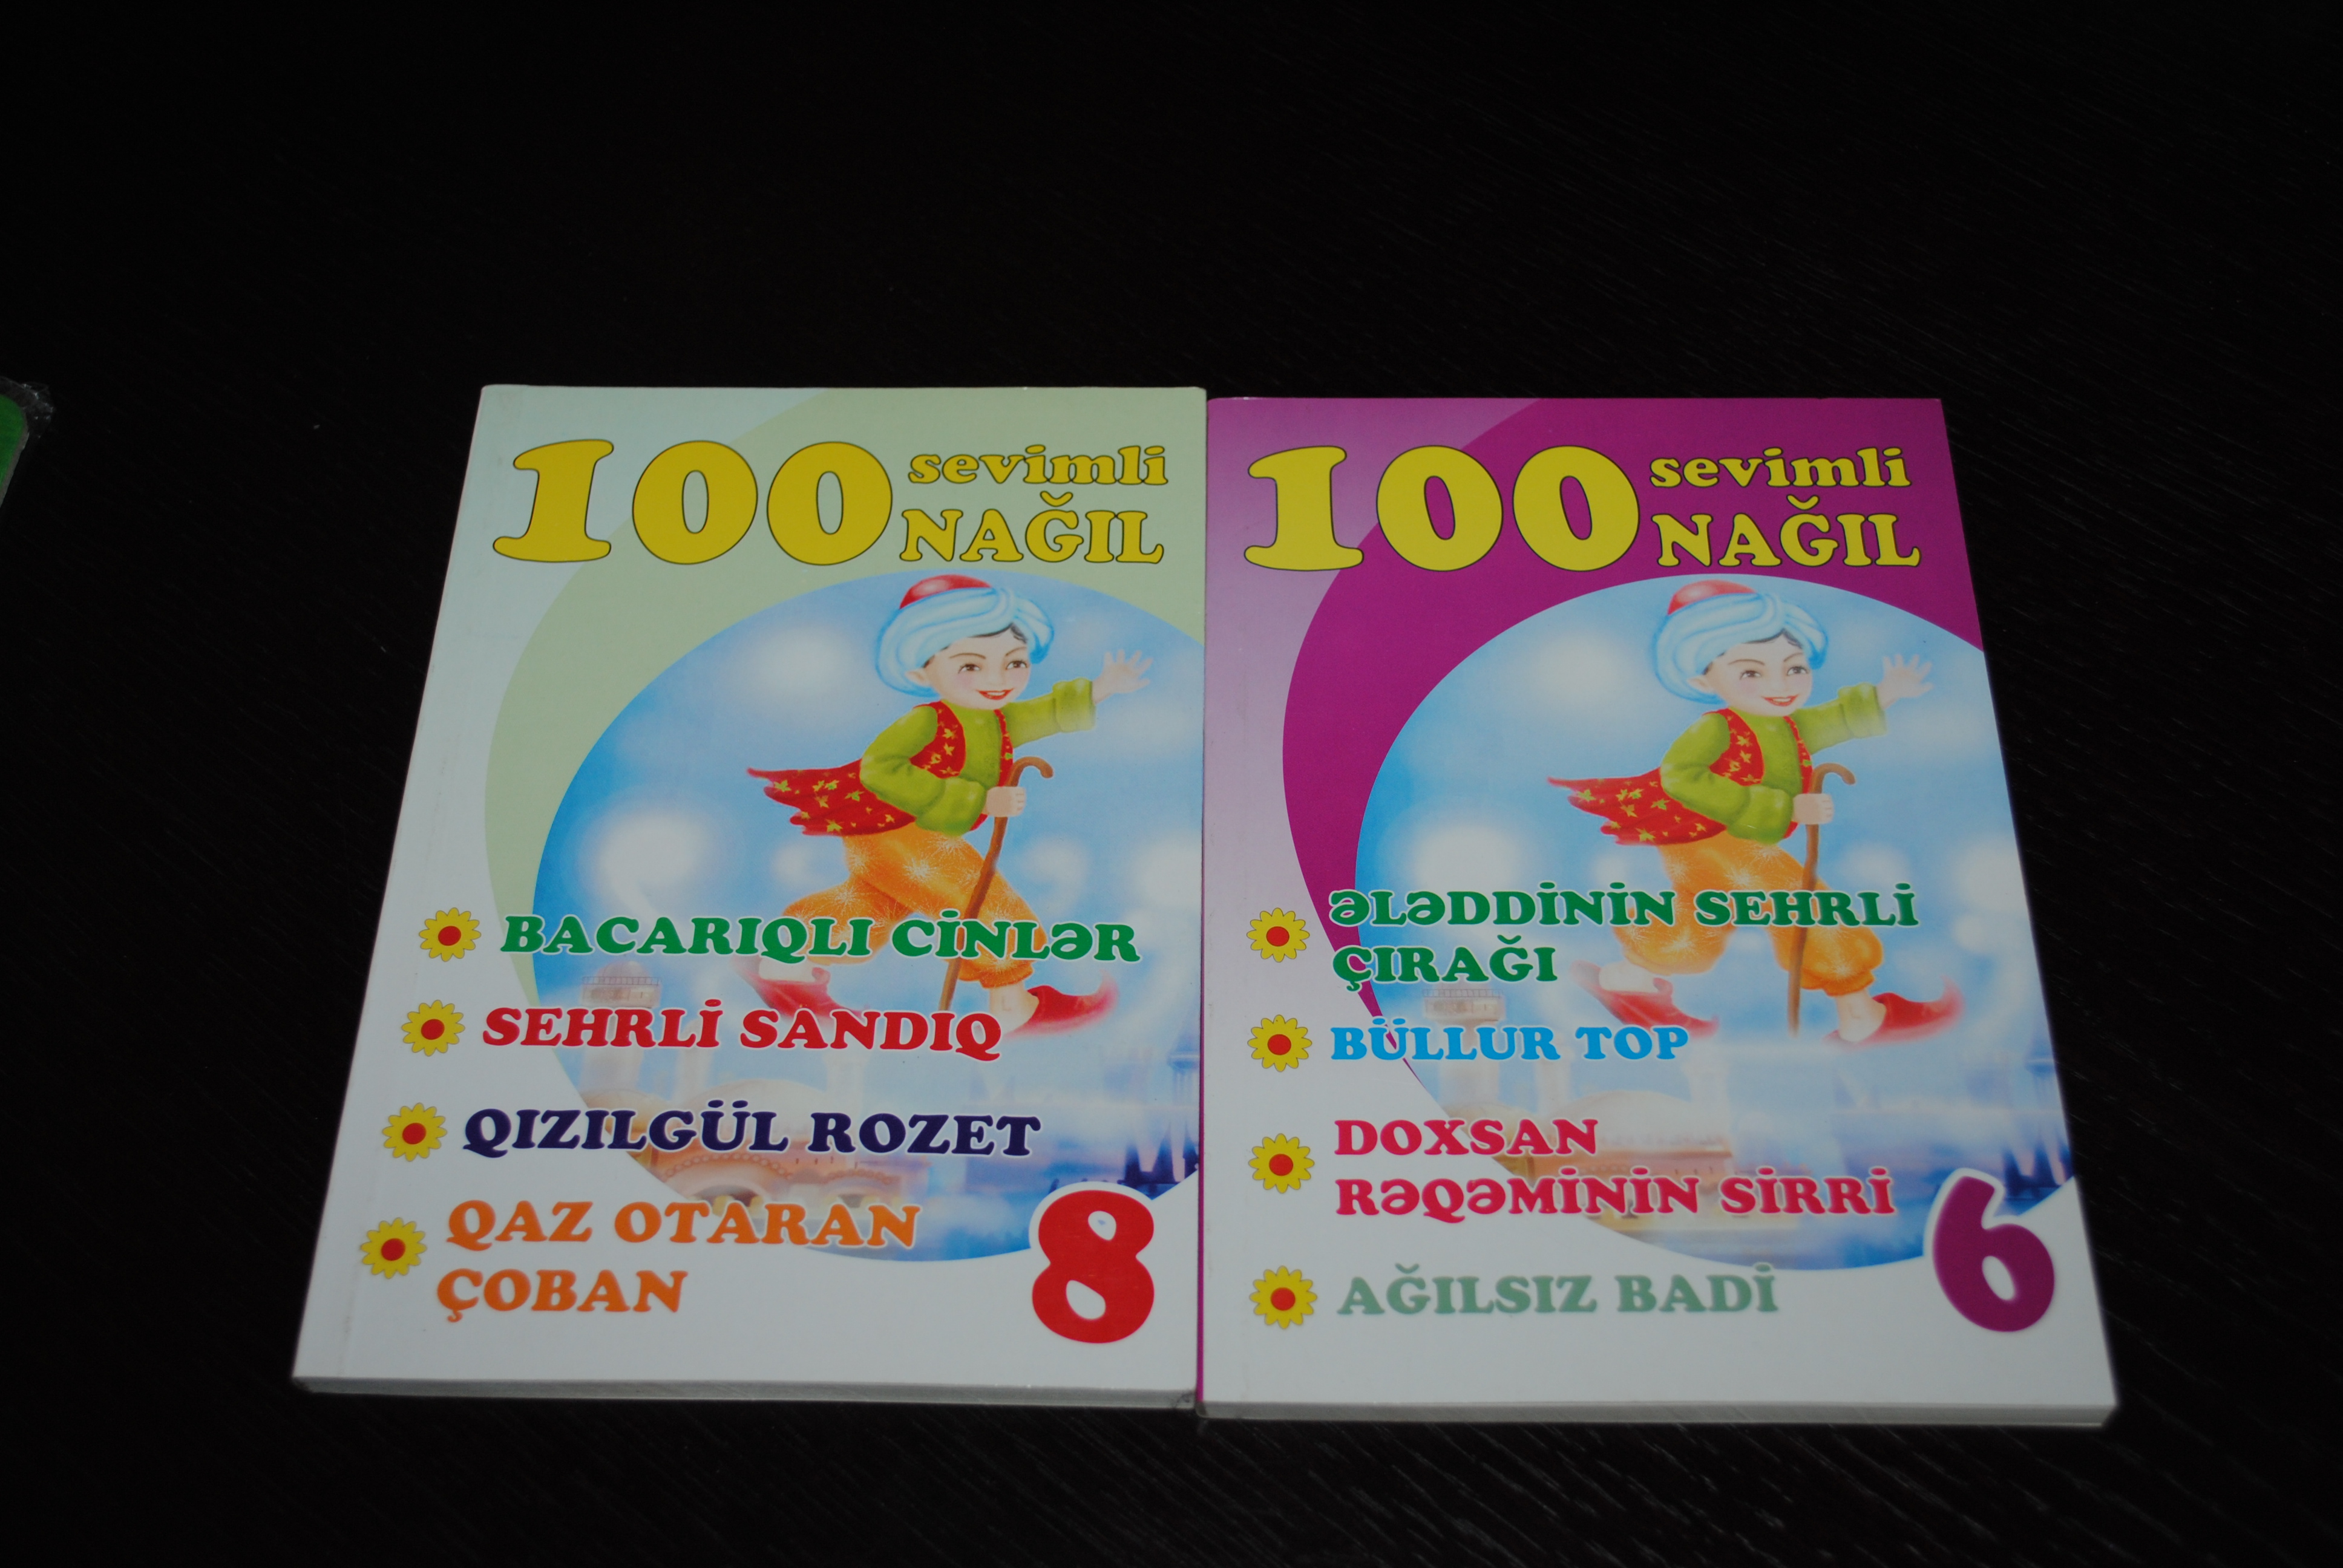 100 sevimli
NAĞIL
BACARIQLI CİNLƏR
SEHRLİ SANDIQ
QIZILGÜL ROZET
QAZ OTARAN
ÇOBAN
8
100 sevimli
NAĞIL
ƏLƏDDİNİN SEHRLİ
ÇIRAĞI
BÜLLUR TOP
DOXSAN
RƏQƏMİNİN SİRRİ
AĞILSIZ BADİ
6